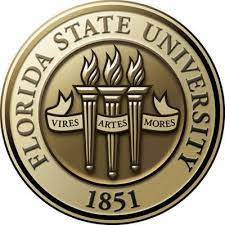 FLORIDA STATE UNIVERSITY
VIRES ARTES MORES
1851